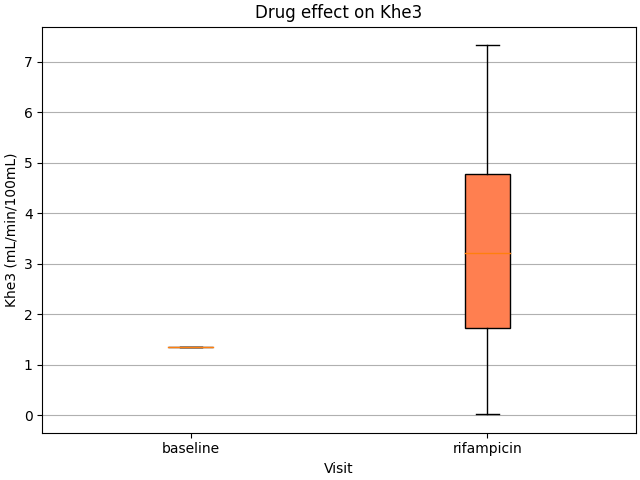 Drug effect on Khe3
Khe3 (mL/min/100mL)
7
6
5
4
3
2
1
0
baseline
rifampicin
Visit